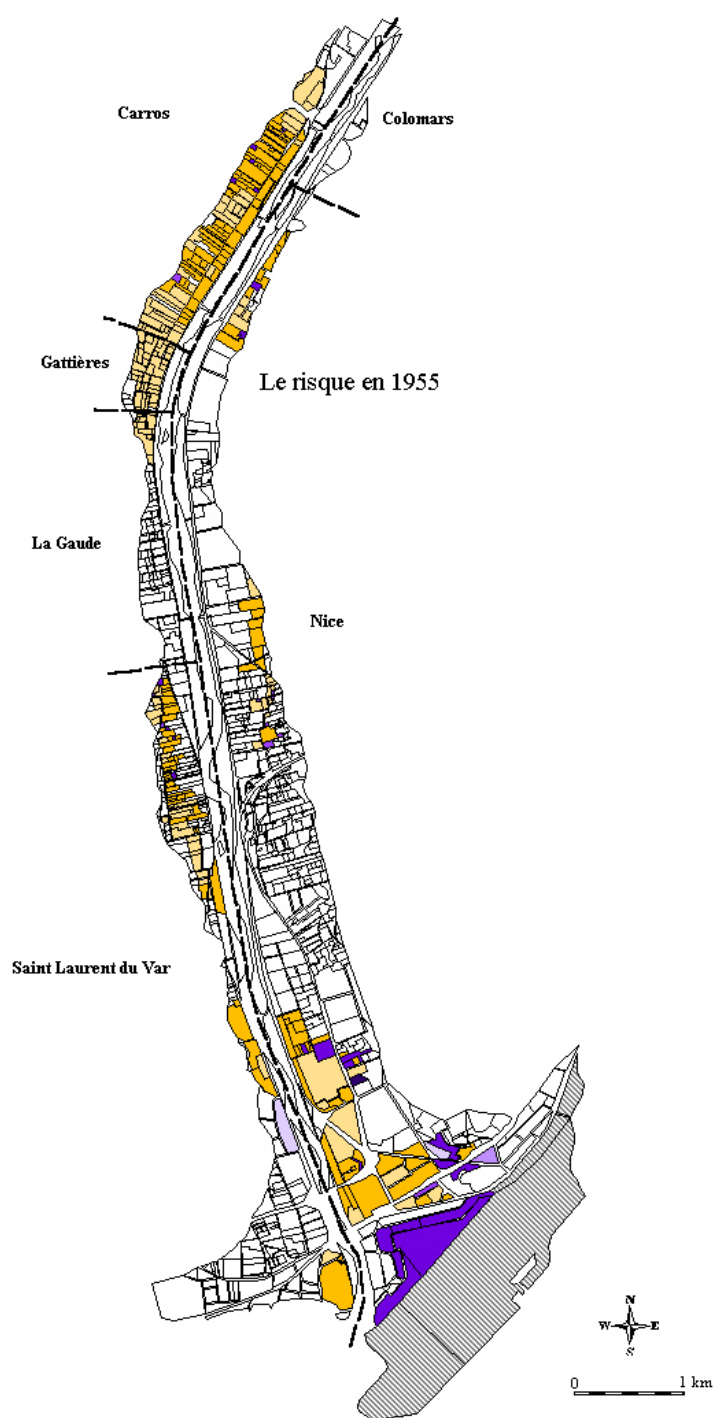 Carros
Colomars
Gattières
Le risque en 1955
La Gaude
Nice
Saint Laurent du Var
N
W E
S
0 1 km